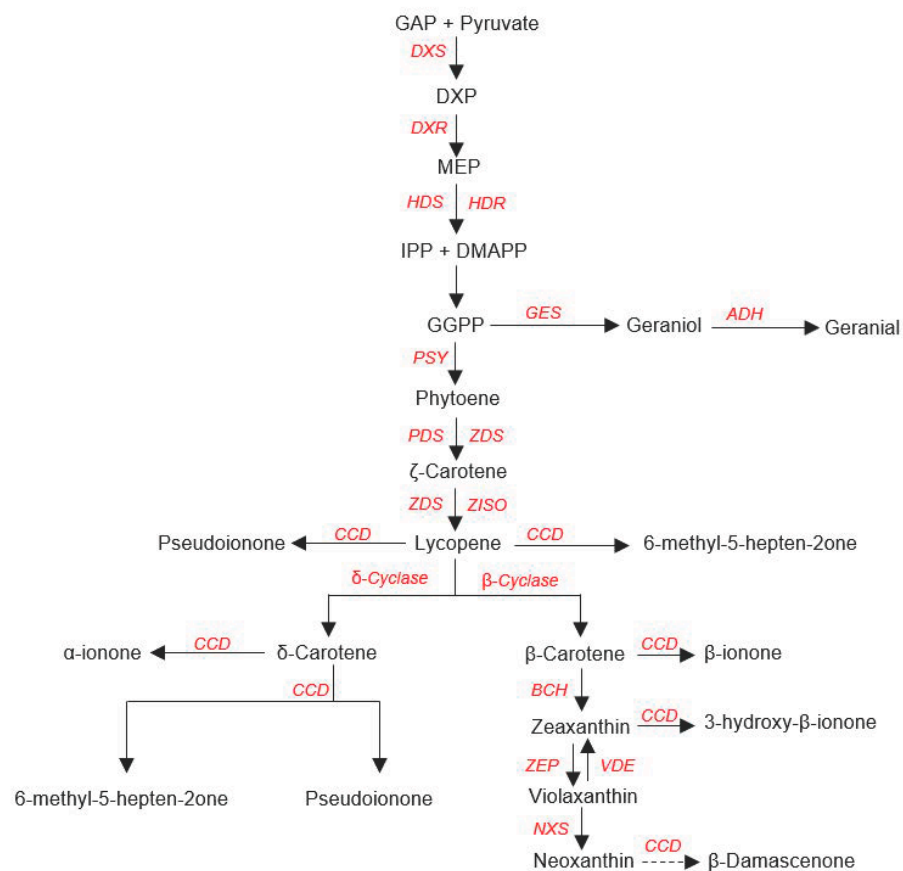 GAP + Pyruvate
DXS
DXP
DXR
MEP
HDS HDR
IPP + DMAPP
GGPP GES Geraniol ADH Geranial
PSY
Phytoene
PDS ZDS
ζ-Carotene
ZDS ZISO
Pseudoionone CCD Lycopene CCD 6-methyl-5-hepten-2one
δ-Cyclase β-Cyclase
α-ionone CCD δ-Carotene β-Carotene CCD β-ionone
CCD BCH
Zeaxanthin CCD 3-hydroxy-β-ionone
ZEP VDE
6-methyl-5-hepten-2one Pseudoionone Violaxanthin
NXS
Neoxanthin CCD β-Damascenone